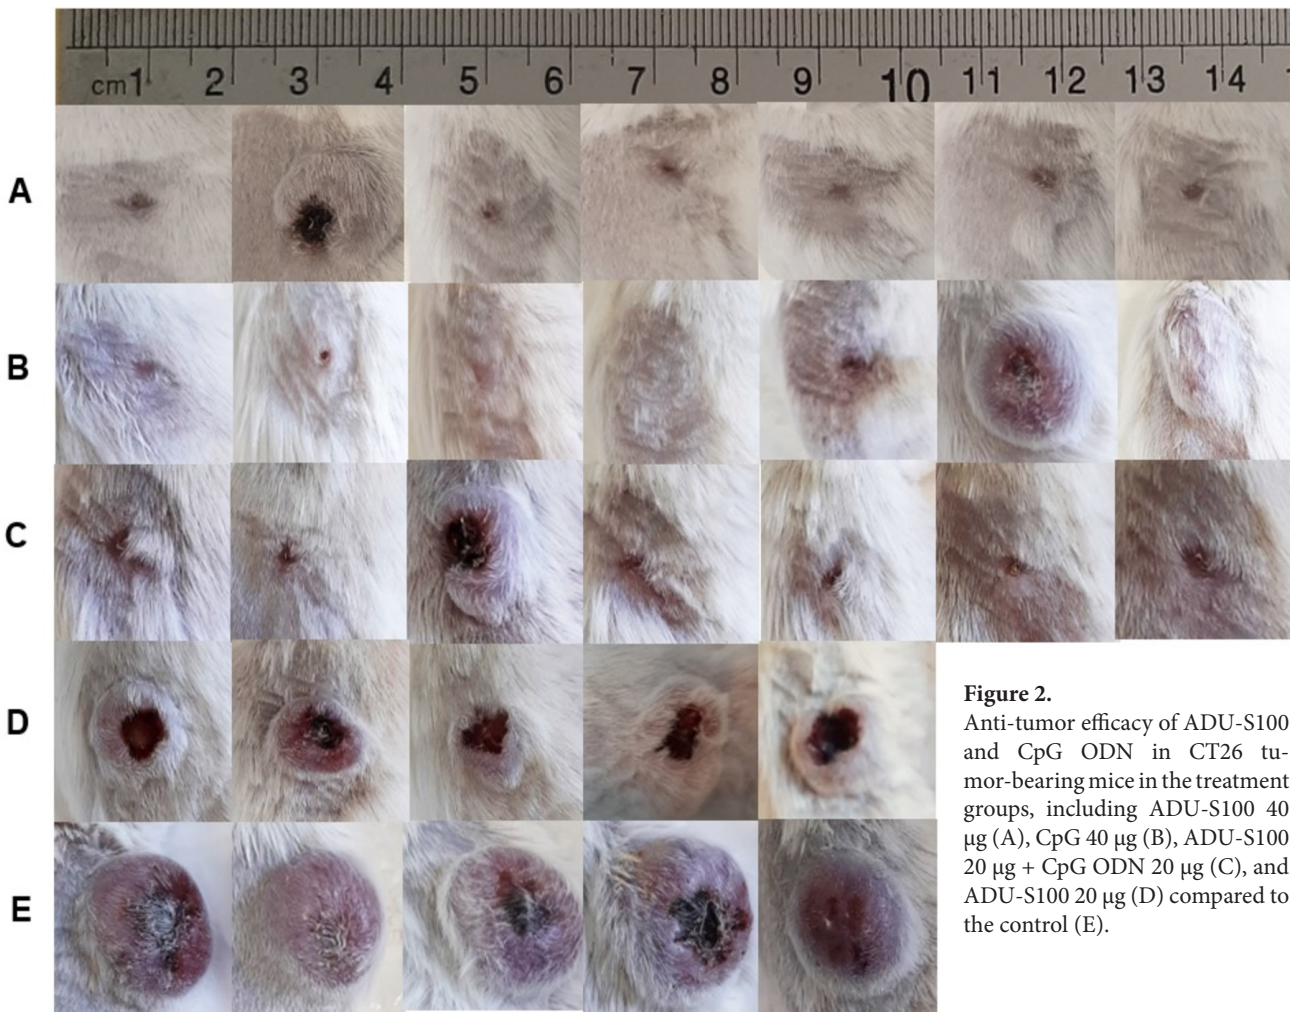 cm1 2 3 4 5 6 7 8 9 10 11 12 13 14
A
B
C
D
E
Figure 2.
Anti-tumor efficacy of ADU-S100
and CpG ODN in CT26 tu-
mor-bearing mice in the treatment
groups, including ADU-S100 40
μg (A), CpG 40 μg (B), ADU-S100
20 μg + CpG ODN 20 μg (C), and
ADU-S100 20 μg (D) compared to
the control (E).